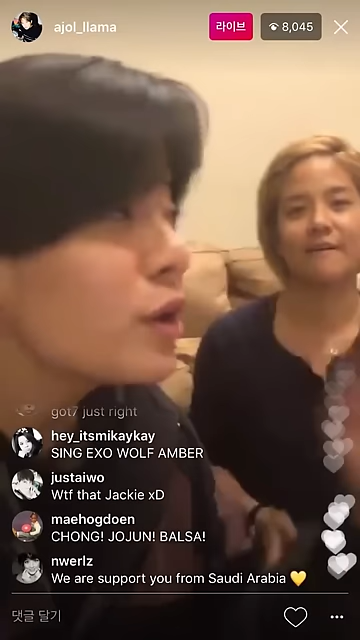 ajol_llama
라이브
8,045
got7 just right
hey_itsmikaykay
SING EXO WOLF AMBER
justaiwo
Wtf that Jackie xD
maehogdoen
CHONG! JOJUN! BALSA!
nwerlz
We are support you from Saudi Arabia 💛
댓글 달기